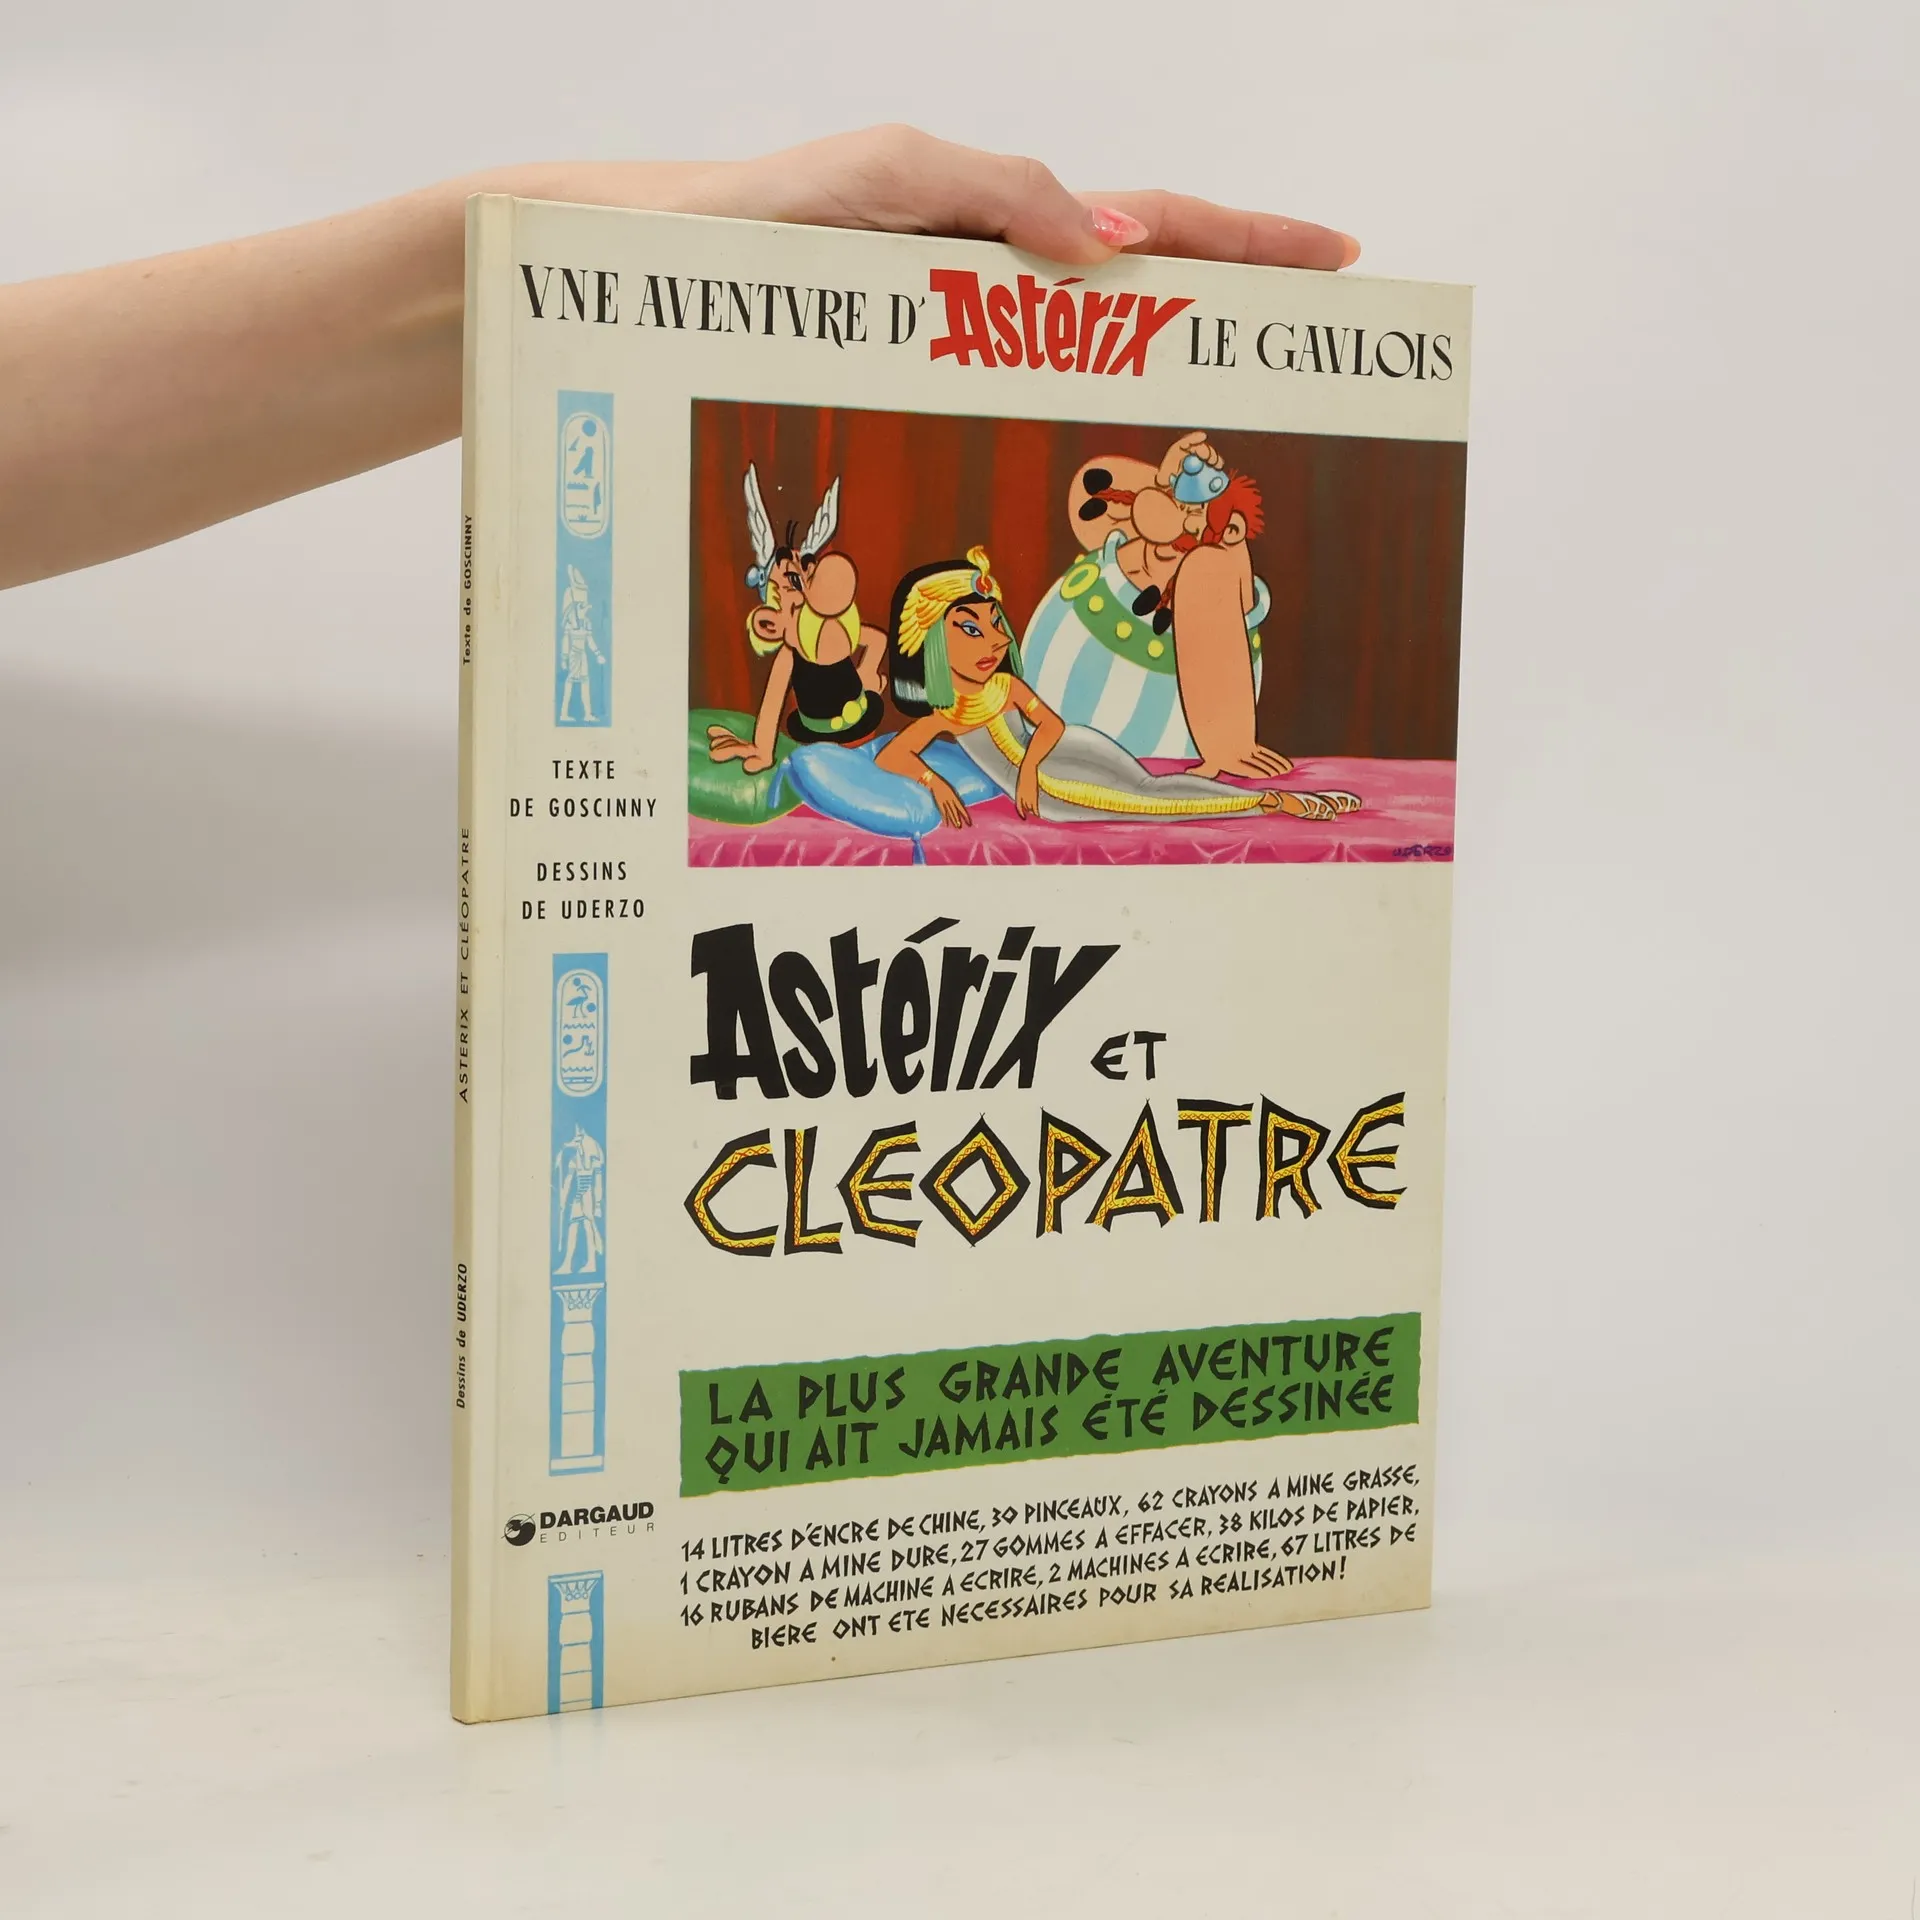 VNE AVENTVRE D'Astérix LE GAVLOIS
TEXTE
DE GOSCINNY
DESSINS
DE UDERZO
UDERZO
Astérix ET
CLEOPATRE
LA PLUS GRANDE AVENTURE
QUI AIT JAMAIS ÉTÉ DESSINÉE
14 LITRES D'ENCRE DE CHINE, 30 PINCEAUX, 62 CRAYONS A MINE GRASSE,
1 CRAYON A MINE DURE, 27 GOMMES A EFFACER, 38 KILOS DE PAPIER,
16 RUBANS DE MACHINE A ECRIRE, 2 MACHINES A ECRIRE, 67 LITRES DE
BIERE ONT ETE NECESSAIRES POUR SA REALISATION!
DARGAUD
EDITEUR
Texte de GOSCINNY
ASTERIX ET CLÉOPATRE
Dessins de UDERZO